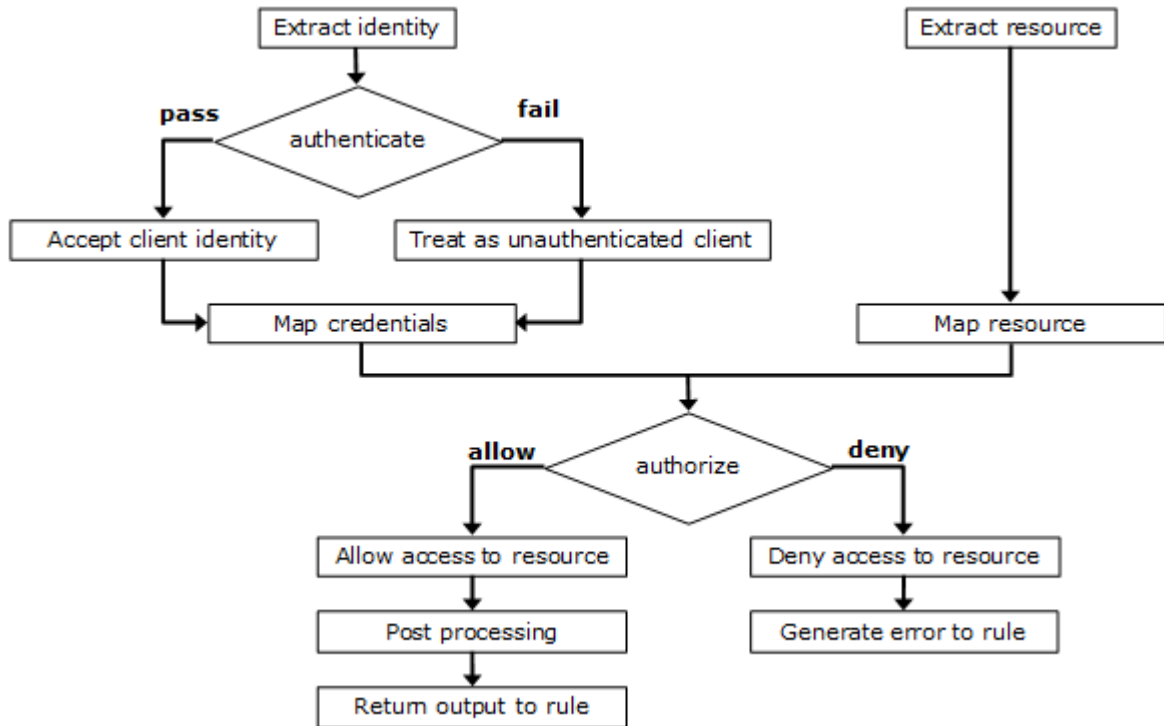 Extract identity
Extract resource
pass
fail
authenticate
Accept client identity
Treat as unauthenticated client
Map credentials
Map resource
allow
deny
authorize
Allow access to resource
Deny access to resource
Post processing
Generate error to rule
Return output to rule